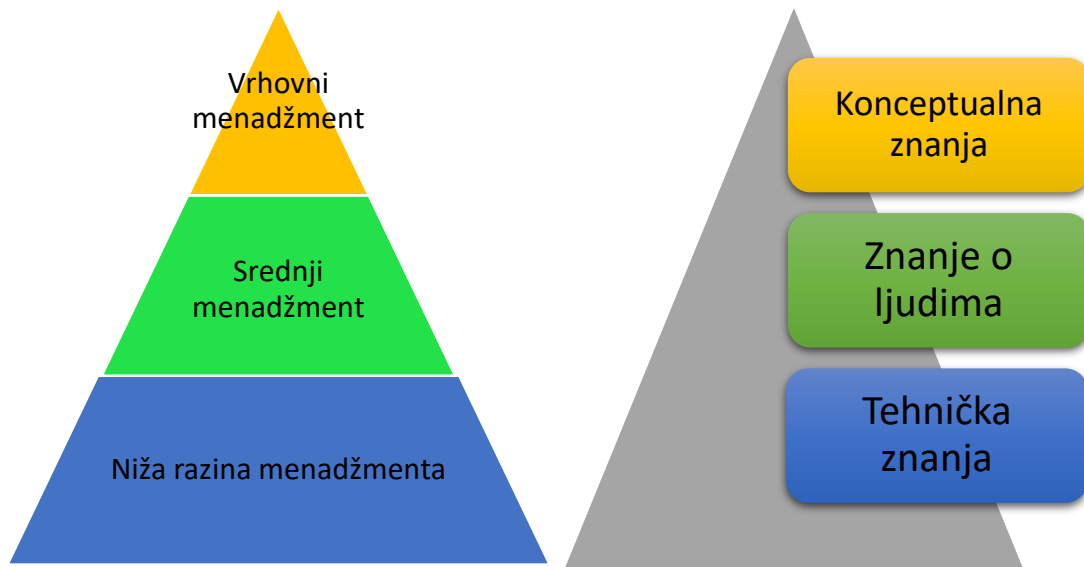 Vrhovni
menadžment
Srednji
menadžment
Niža razina menadžmenta
Konceptualna
znanja
Znanje o
ljudima
Tehnička
znanja